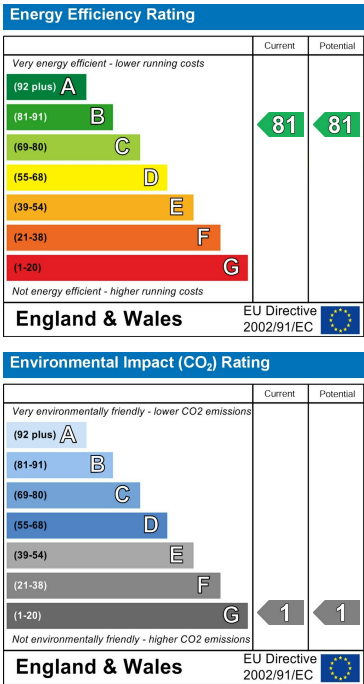 Energy Efficiency Rating
Current Potential
Very energy efficient - lower running costs
(92 plus) A
(81-91) B 81 81
(69-80) C
(55-68) D
(39-54) E
(21-38) F
(1-20) G
Not energy efficient - higher running costs
England & Wales EU Directive
2002/91/EC
Environmental Impact (CO₂) Rating
Current Potential
Very environmentally friendly - lower CO2 emissions
(92 plus) A
(81-91) B
(69-80) C
(55-68) D
(39-54) E
(21-38) F
(1-20) G 1 1
Not environmentally friendly - higher CO2 emissions
England & Wales EU Directive
2002/91/EC